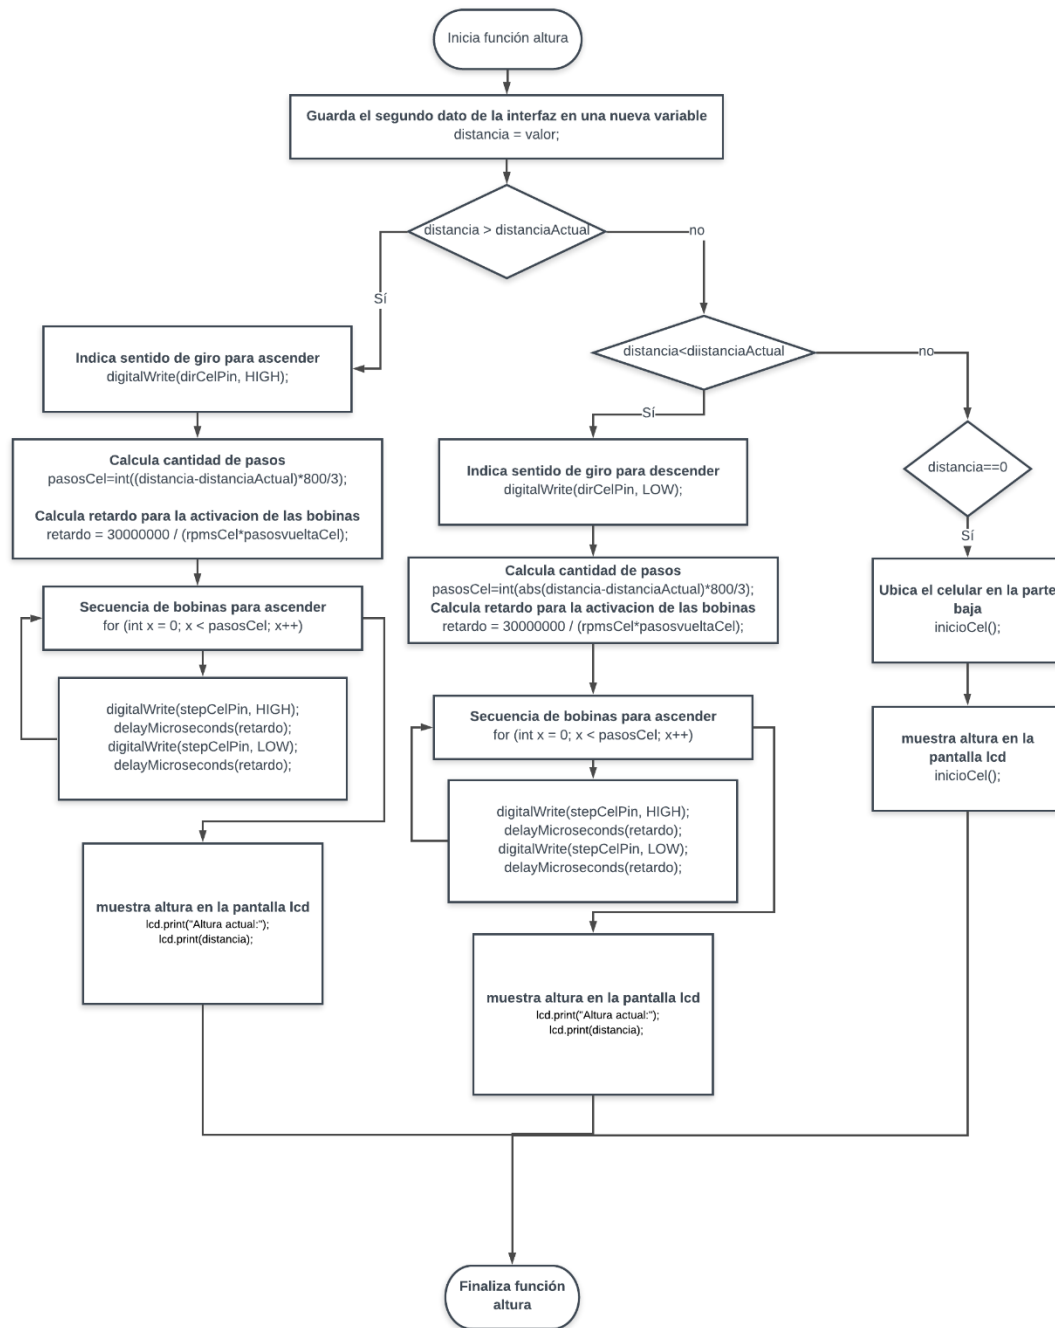 Inicia función altura
Guarda el segundo dato de la interfaz en una nueva variable
distancia = valor;
distancia > distanciaActual
no
Sí
distancia<diistanciaActual
no
Sí
Indica sentido de giro para ascender
digitalWrite(dirCelPin, HIGH);
Calcula cantidad de pasos
pasosCel=int((distancia-distanciaActual)*800/3);
Calcula retardo para la activacion de las bobinas
retardo = 30000000 / (rpmsCel*pasosvueltaCel);
Secuencia de bobinas para ascender
for (int x = 0; x < pasosCel; x++)
digitalWrite(stepCelPin, HIGH);
delayMicroseconds(retardo);
digitalWrite(stepCelPin, LOW);
delayMicroseconds(retardo);
muestra altura en la pantalla lcd
lcd.print("Altura actual:");
lcd.print(distancia);
Indica sentido de giro para descender
digitalWrite(dirCelPin, LOW);
Calcula cantidad de pasos
pasosCel=int(abs(distancia-distanciaActual)*800/3);
Calcula retardo para la activacion de las bobinas
retardo = 30000000 / (rpmsCel*pasosvueltaCel);
Secuencia de bobinas para ascender
for (int x = 0; x < pasosCel; x++)
digitalWrite(stepCelPin, HIGH);
delayMicroseconds(retardo);
digitalWrite(stepCelPin, LOW);
delayMicroseconds(retardo);
muestra altura en la pantalla lcd
lcd.print("Altura actual:");
lcd.print(distancia);
distancia==0
Sí
Ubica el celular en la parte
baja
inicioCel();
muestra altura en la
pantalla lcd
inicioCel();
Finaliza función
altura